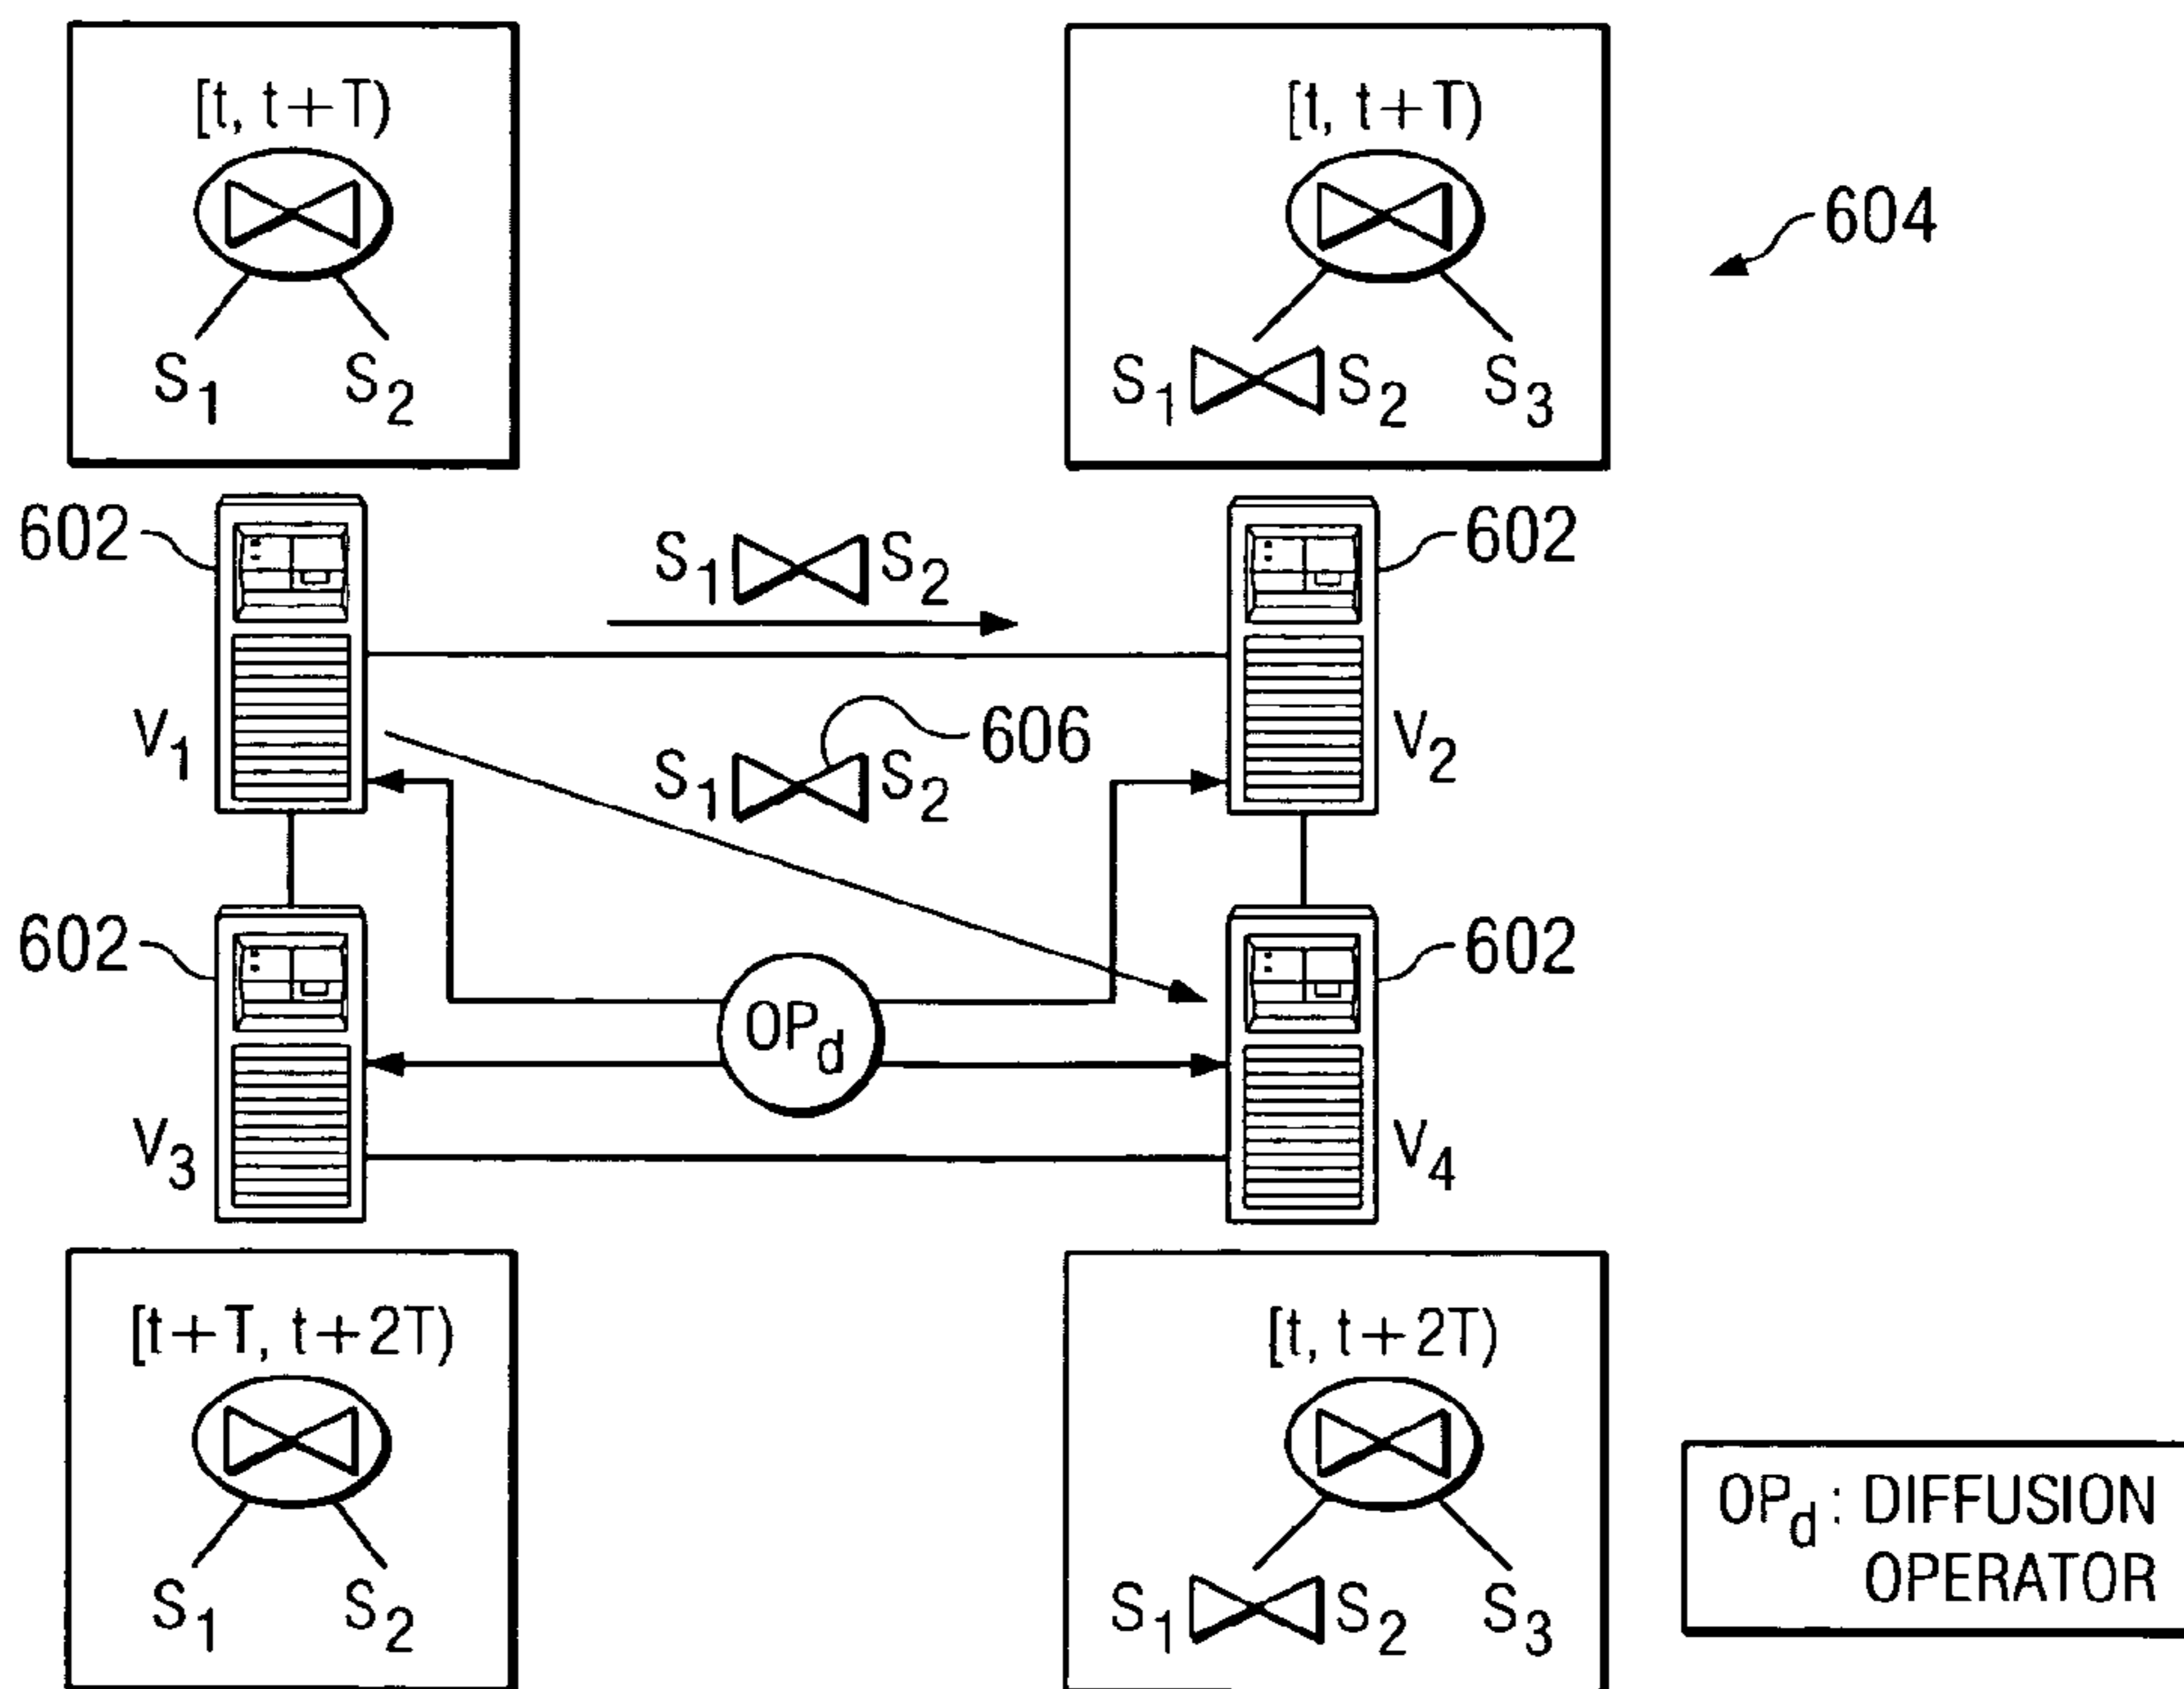 [t, t+T)
S1 S2
[t, t+T)
S1 ⋈ S2 S3
604
602
S1 ⋈ S2
602
V1
S1 ⋈ S2
606
V2
602
OPd
602
V3
V4
[t+T, t+2T)
S1 S2
[t, t+2T)
S1 ⋈ S2 S3
OPd: DIFFUSION
OPERATOR